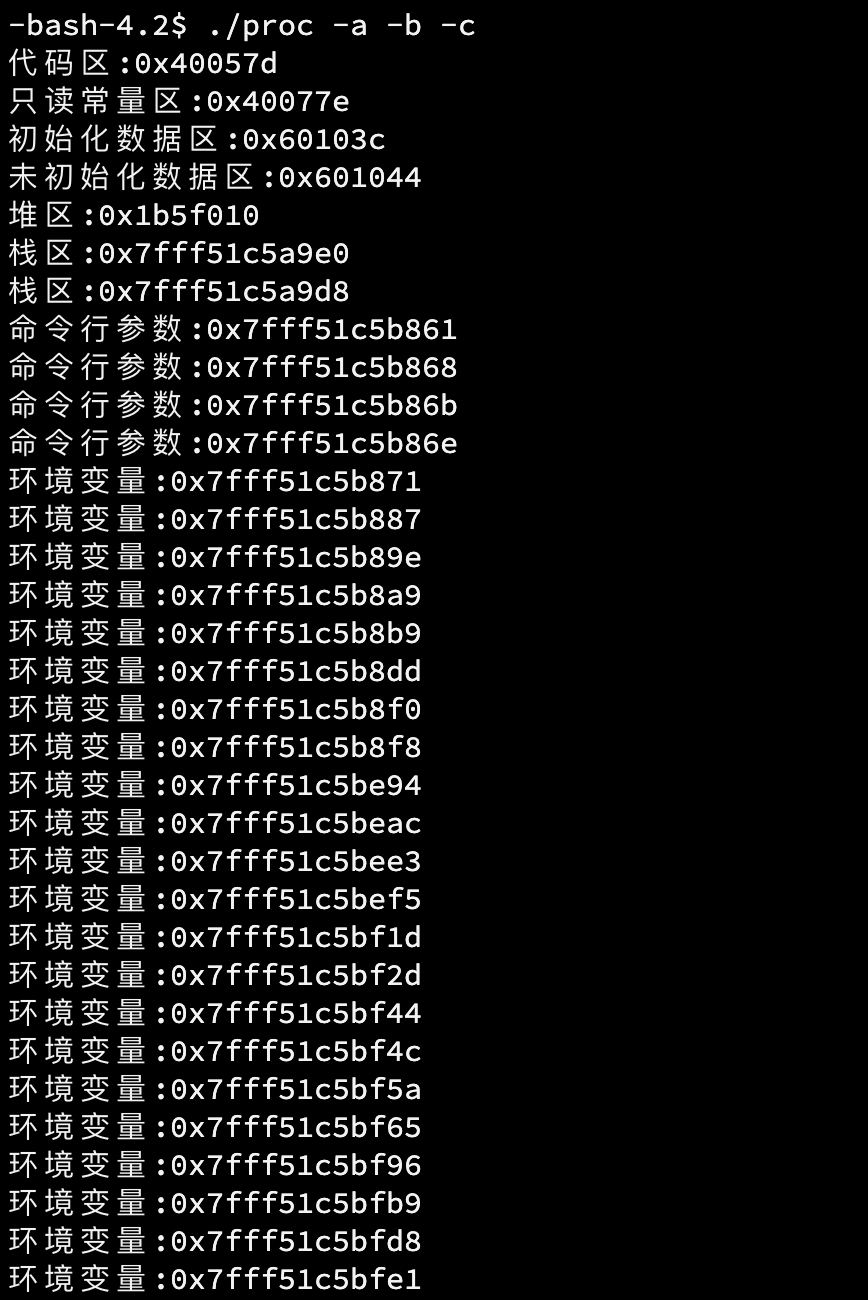 -bash-4.2$ ./proc -a -b -c
代码区:0x40057d
只读常量区:0x40077e
初始化数据区:0x60103c
未初始化数据区:0x601044
堆区:0x1b5f010
栈区:0x7fff51c5a9e0
栈区:0x7fff51c5a9d8
命令行参数:0x7fff51c5b861
命令行参数:0x7fff51c5b868
命令行参数:0x7fff51c5b86b
命令行参数:0x7fff51c5b86e
环境变量:0x7fff51c5b871
环境变量:0x7fff51c5b887
环境变量:0x7fff51c5b89e
环境变量:0x7fff51c5b8a9
环境变量:0x7fff51c5b8b9
环境变量:0x7fff51c5b8dd
环境变量:0x7fff51c5b8f0
环境变量:0x7fff51c5b8f8
环境变量:0x7fff51c5be94
环境变量:0x7fff51c5beac
环境变量:0x7fff51c5bee3
环境变量:0x7fff51c5bef5
环境变量:0x7fff51c5bf1d
环境变量:0x7fff51c5bf2d
环境变量:0x7fff51c5bf44
环境变量:0x7fff51c5bf4c
环境变量:0x7fff51c5bf5a
环境变量:0x7fff51c5bf65
环境变量:0x7fff51c5bf96
环境变量:0x7fff51c5bfb9
环境变量:0x7fff51c5bfd8
环境变量:0x7fff51c5bfe1